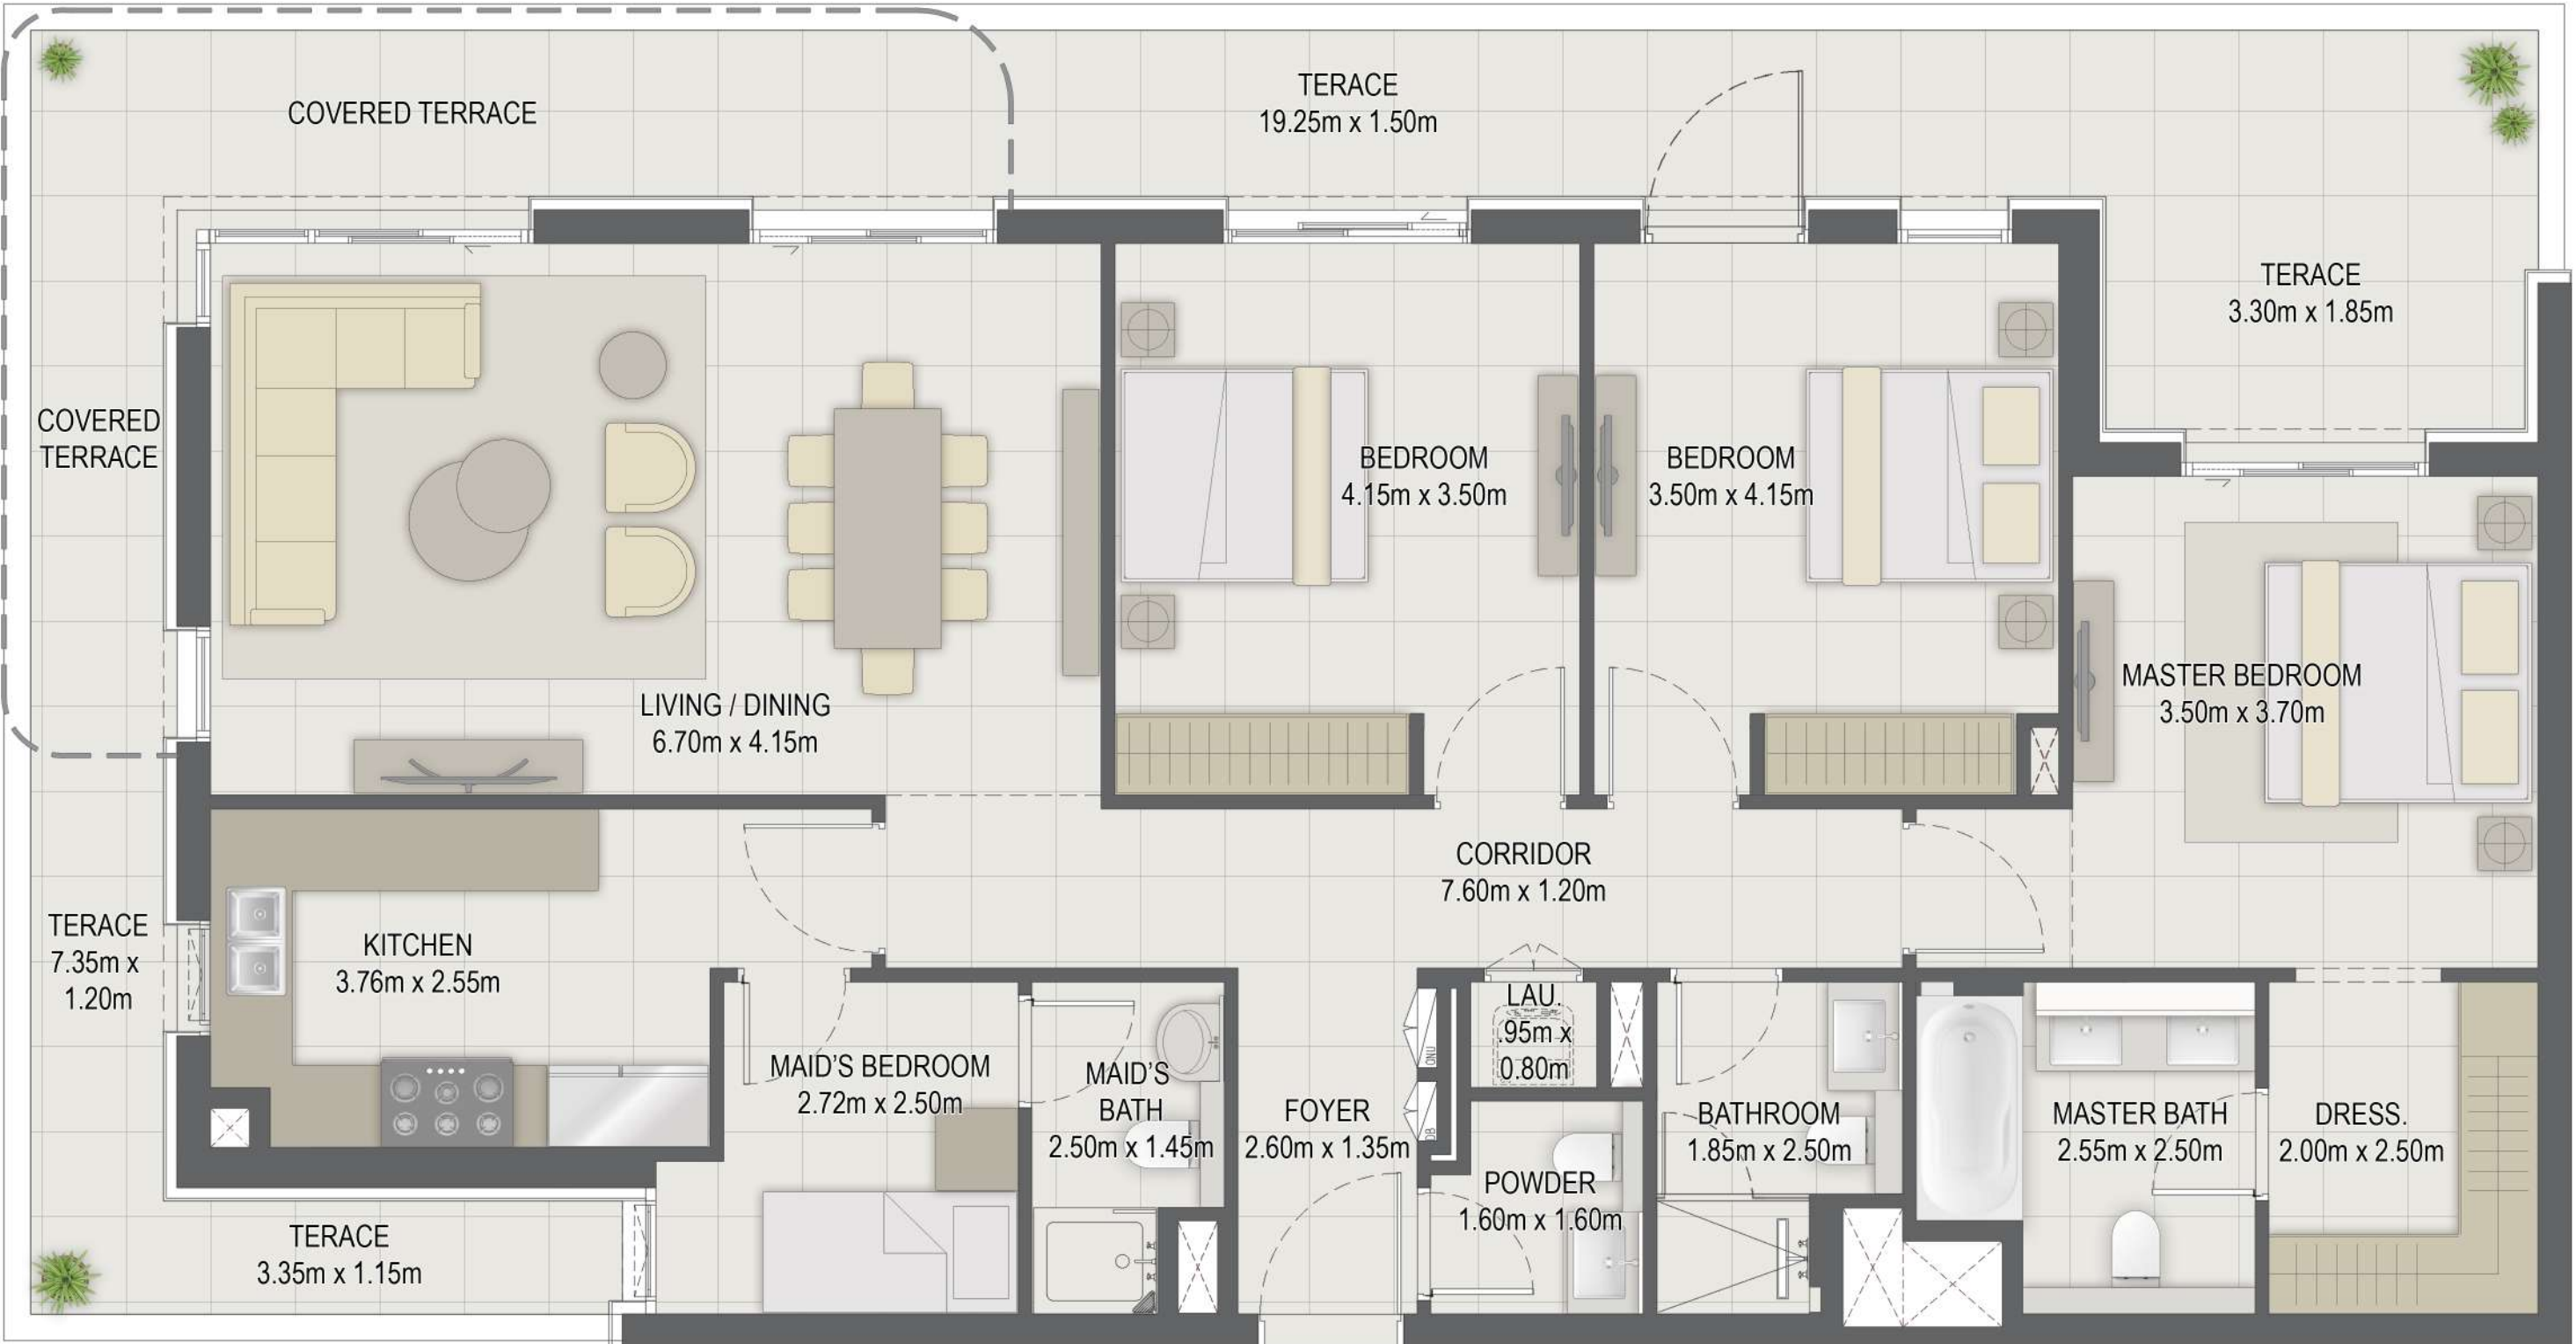 COVERED TERRACE
TERACE
19.25m x 1.50m
TERACE
3.30m x 1.85m
COVERED
TERRACE
BEDROOM
4.15m x 3.50m
BEDROOM
3.50m x 4.15m
MASTER BEDROOM
3.50m x 3.70m
LIVING / DINING
6.70m x 4.15m
CORRIDOR
7.60m x 1.20m
TERACE
7.35m x
1.20m
KITCHEN
3.76m x 2.55m
LAU.
.95m x
0.80m
ONU
MAID'S BEDROOM
2.72m x 2.50m
MAID'S
BATH
2.50m x 1.45m
FOYER
2.60m x 1.35m
DB
BATHROOM
1.85m x 2.50m
MASTER BATH
2.55m x 2.50m
DRESS.
2.00m x 2.50m
POWDER
1.60m x 1.60m
TERACE
3.35m x 1.15m